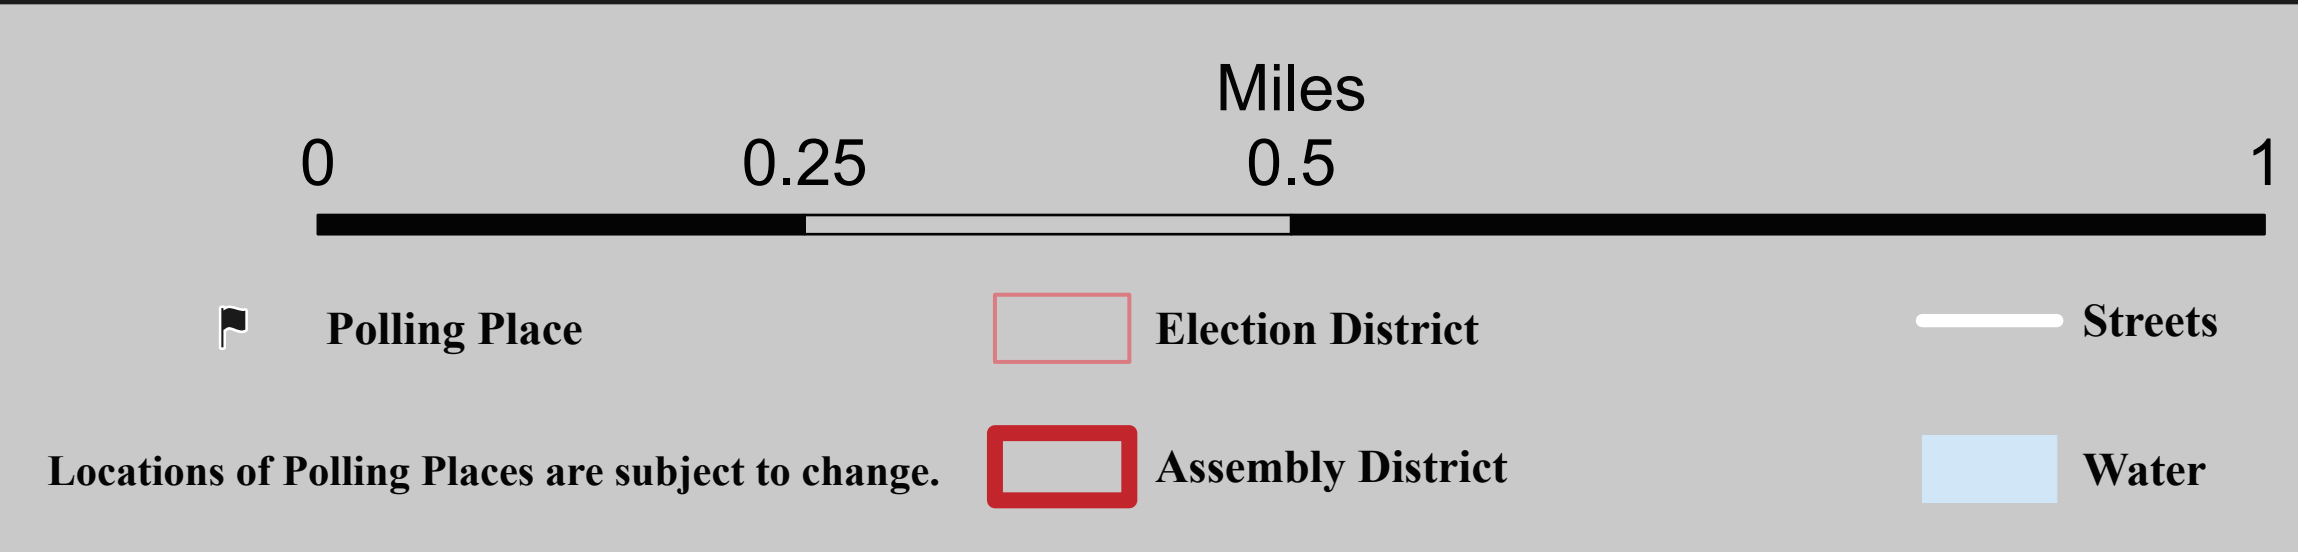 Miles
0 0.25 0.5 1
Polling Place
Election District
Streets
Locations of Polling Places are subject to change.
Assembly District
Water